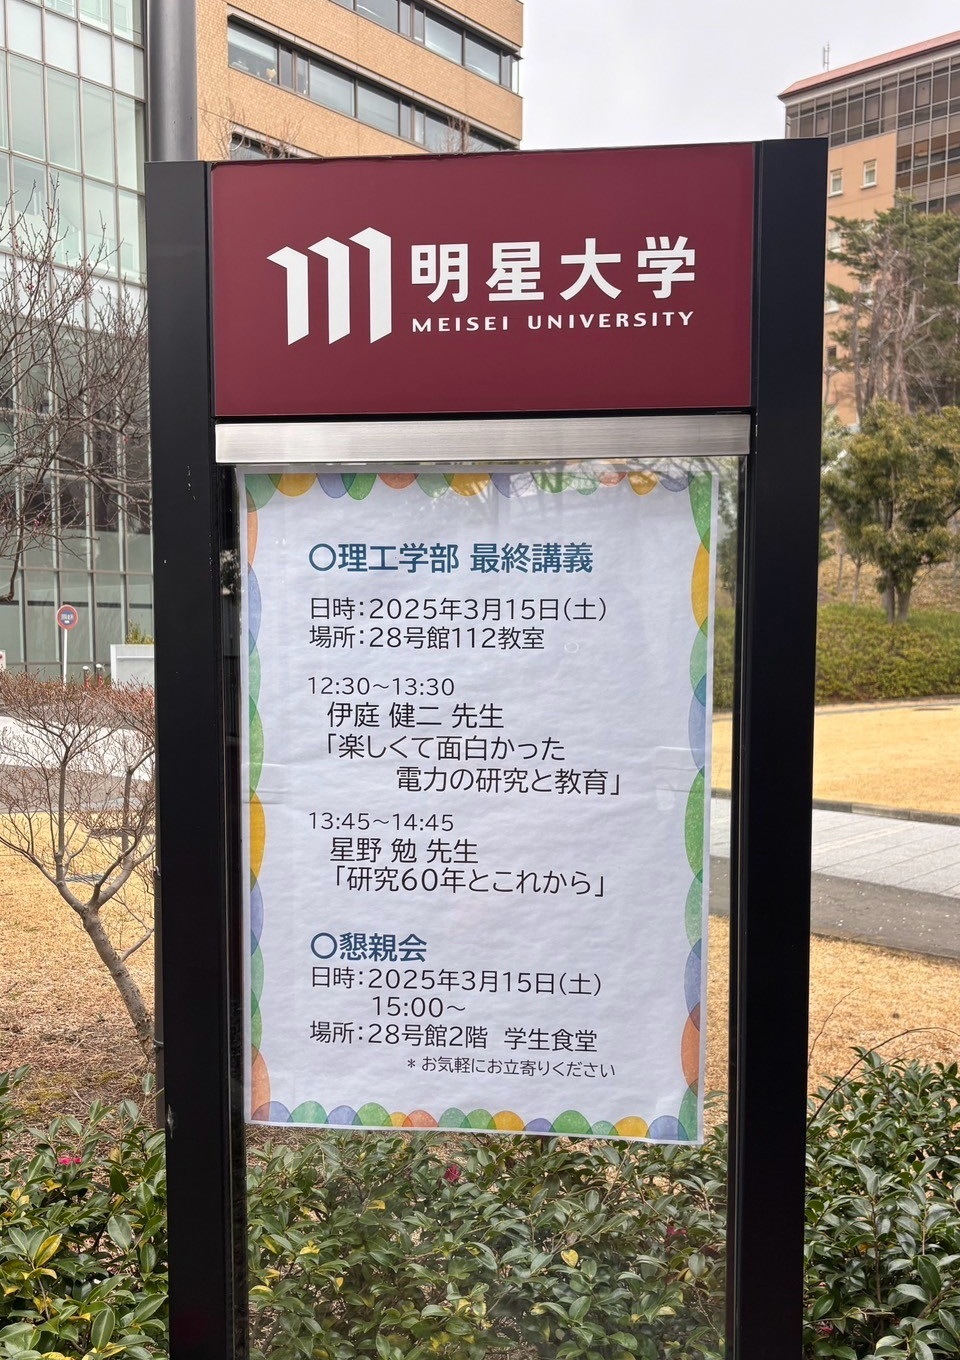 明星大学
MEISEI UNIVERSITY
〇理工学部 最終講義
日時：2025年3月15日（土）
場所：28号館112教室
12:30～13:30
伊庭 健二 先生
「楽しくて面白かった
電力の研究と教育」
13:45～14:45
星野 勉 先生
「研究60年とこれから」
〇懇親会
日時：2025年3月15日（土）
15:00～
場所：28号館2階 学生食堂
＊お気軽にお立寄りください